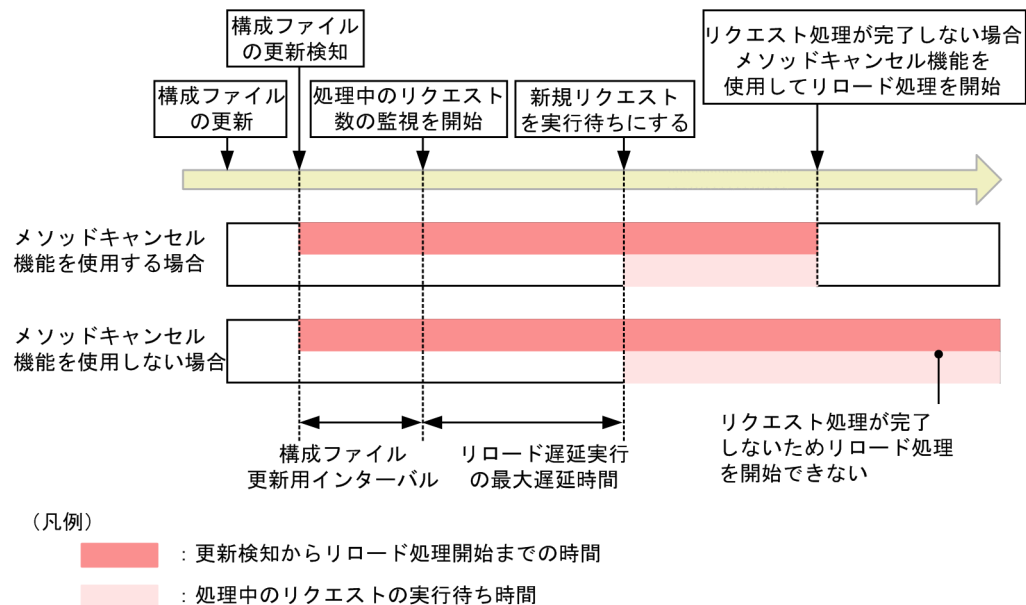 構成ファイル
の更新検知
リクエスト処理が完了しない場合
メソッドキャンセル機能を
使用してリロード処理を開始
構成ファイル
の更新
処理中のリクエスト
数の監視を開始
新規リクエスト
を実行待ちにする
メソッドキャンセル
機能を使用する場合
メソッドキャンセル
機能を使用しない場合
構成ファイル
更新用インターバル
リロード遅延実行
の最大遅延時間
リクエスト処理が完了
しないためリロード処理
を開始できない
（凡例）
：更新検知からリロード処理開始までの時間
：処理中のリクエストの実行待ち時間